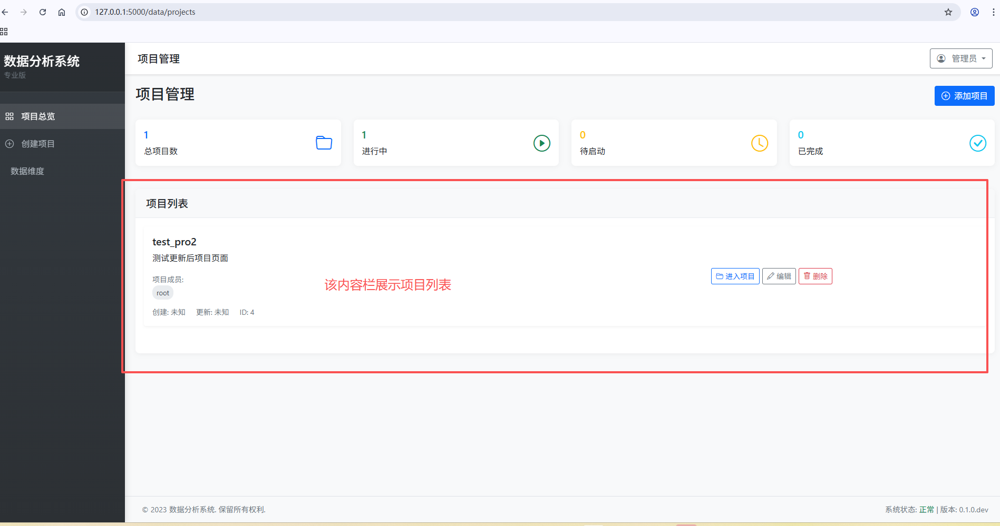 127.0.0.1:5000/data/projects
数据分析系统
专业版
项目总览
创建项目
数据维度
项目管理
管理员
项目管理
添加项目
1
总项目数
1
进行中
0
待启动
0
已完成
项目列表
test_pro2
测试更新后项目页面
项目成员:
root
创建: 未知 更新: 未知 ID: 4
该内容栏展示项目列表
进入项目 编辑 删除
© 2023 数据分析系统. 保留所有权利.
系统状态: 正常 | 版本: 0.1.0.dev